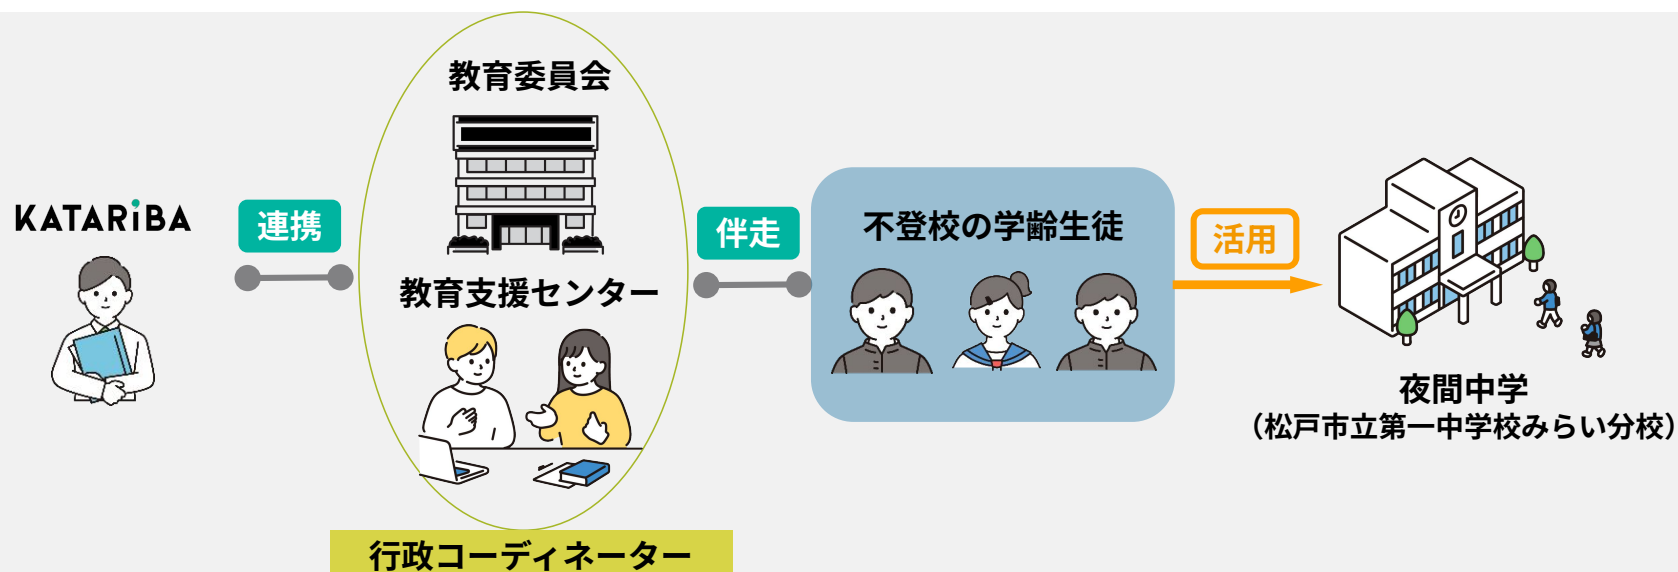 KATARiBA
連携
教育委員会
教育支援センター
行政コーディネーター
伴走
不登校の学齢生徒
活用
夜間中学
（松戸市立第一中学校みらい分校）